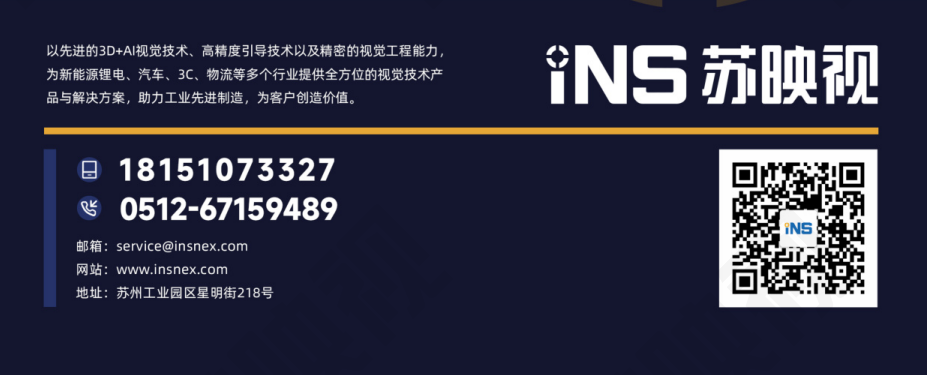 以先进的3D+AI视觉技术、高精度引导技术以及精密的视觉工程能力，
为新能源锂电、汽车、3C、物流等多个行业提供全方位的视觉技术产
品与解决方案，助力工业先进制造，为客户创造价值。
iNS 苏映视
18151073327
0512-67159489
邮箱：service@insnex.com
网站：www.insnex.com
地址：苏州工业园区星明街218号
iNS